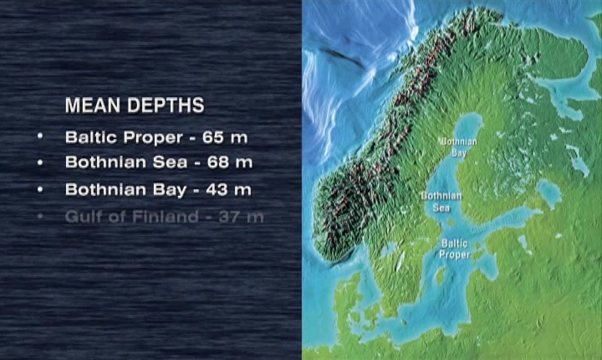 MEAN DEPTHS
• Baltic Proper - 65 m
• Bothnian Sea - 68 m
• Bothnian Bay - 43 m
• Gulf of Finland - 37 m
Bothnian
Bay
Bothnian
Sea
Baltic
Proper